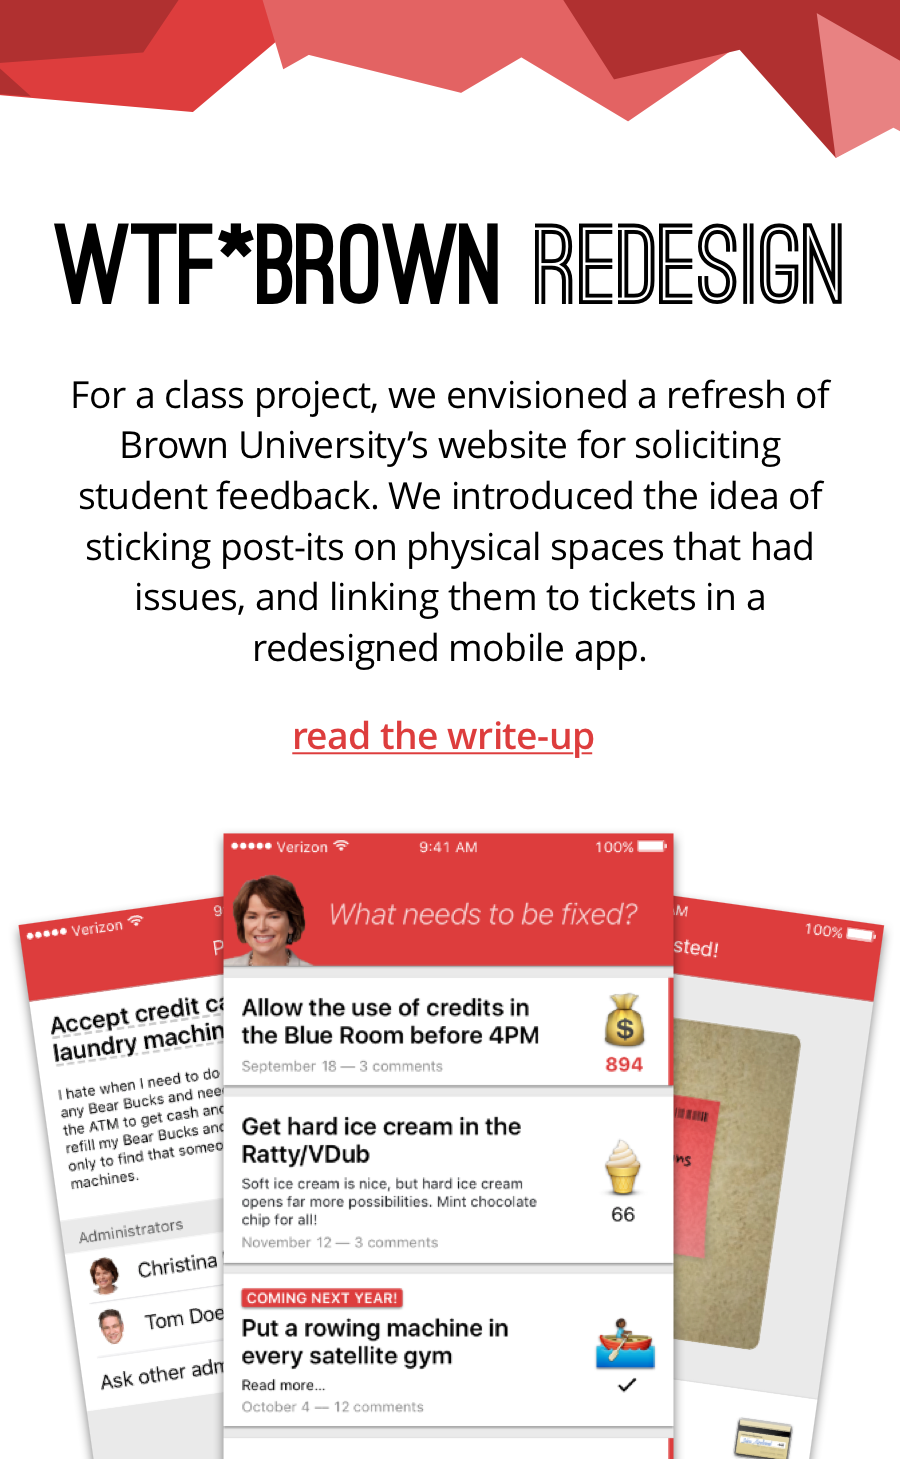 WTF*BROWN REDESIGN
For a class project, we envisioned a refresh of
Brown University's website for soliciting
student feedback. We introduced the idea of
sticking post-its on physical spaces that had
issues, and linking them to tickets in a
redesigned mobile app.
read the write-up
Verizon
9:41 AM
100%
What needs to be fixed?
Allow the use of credits in
the Blue Room before 4PM
September 18 — 3 comments
894
Get hard ice cream in the
Ratty/VDub
Soft ice cream is nice, but hard ice cream
opens far more possibilities. Mint chocolate
chip for all!
November 12 — 3 comments
66
COMING NEXT YEAR!
Put a rowing machine in
every satellite gym
Read more...
October 4 — 12 comments
Verizon
9
P
Accept credit ca
laundry machin
I hate when I need to do
any Bear Bucks and nee
the ATM to get cash and
refill my Bear Bucks and
only to find that someo
machines.
Administrators
Christina
Tom Doe
Ask other adm
AM
100%
sted!
ns